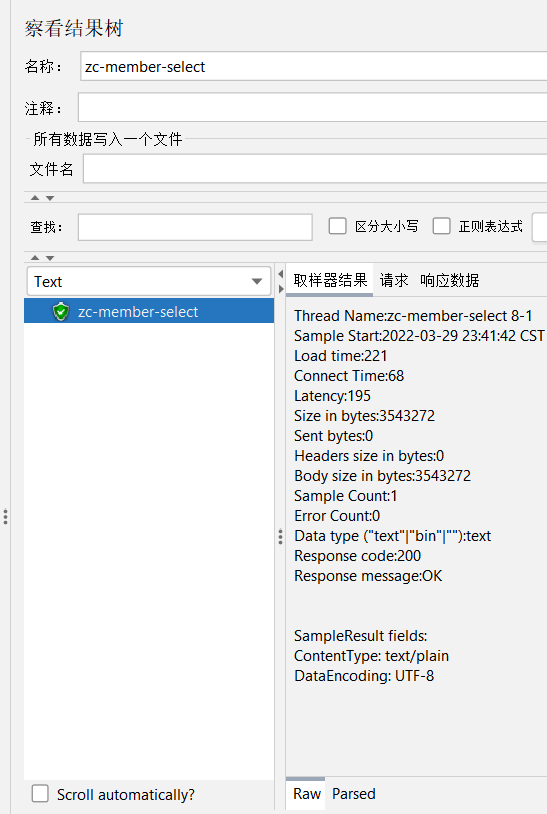 察看结果树
名称： zc-member-select
注释：
所有数据写入一个文件
文件名
查找： 区分大小写 正则表达式
Text
zc-member-select
取样器结果 请求 响应数据
Thread Name:zc-member-select 8-1
Sample Start:2022-03-29 23:41:42 CST
Load time:221
Connect Time:68
Latency:195
Size in bytes:3543272
Sent bytes:0
Headers size in bytes:0
Body size in bytes:3543272
Sample Count:1
Error Count:0
Data type ("text"|"bin"|""):text
Response code:200
Response message:OK
SampleResult fields:
ContentType: text/plain
DataEncoding: UTF-8
Scroll automatically?
Raw Parsed